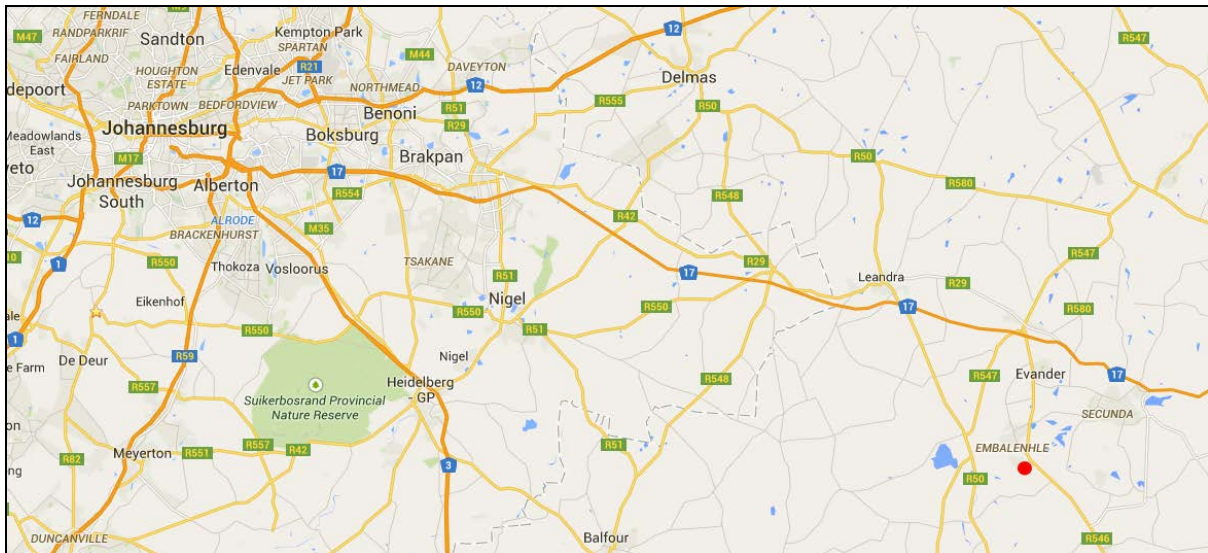 FERNDALE
M47
RANDPARKRIF
Sandton
Kempton Park
SPARTAN
M44
12
R547
R547
FAIRLAND
Edenvale
R21
JET PARK
DAVEYTON
Delmas
HOUGHTON
ESTATE
NORTHMEAD
12
R555
R50
depoort
PARKTOWN
BEDFORDVIEW
Benoni
R51
Johannesburg
Boksburg
R29
Meadowlands
East
M17
Brakpan
R50
veto
17
R580
Johannesburg
South
Alberton
R554
R548
12
ALRODE
M35
R42
BRACKENHURST
R547
R550
Thokoza
Vosloorus
TSAKANE
R29
1
17
R51
Leandra
R29
Eikenhof
Nigel
R550
R550
17
R580
ale
R550
R51
1
De Deur
R59
Nigel
e Farm
Evander
R557
Heidelberg
- GP
R548
R547
17
Suikerbosrand Provincial
Nature Reserve
SECUNDA
on
R557
R42
R51
EMBALENHLE
R82
Meyerton
R551
3
ng
R50
DUNCANVILLE
Balfour
R546